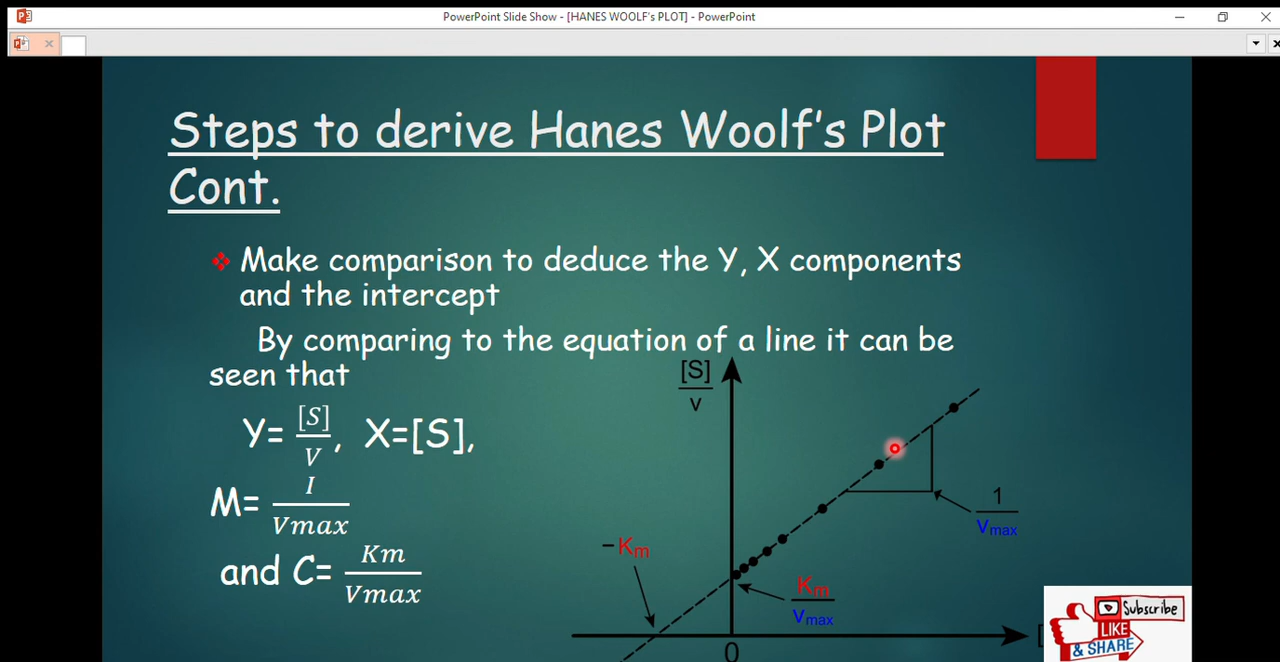 PowerPoint Slide Show - [HANES WOOLF's PLOT] - PowerPoint
Steps to derive Hanes Woolf's Plot
Cont.
Make comparison to deduce the Y, X components
and the intercept
By comparing to the equation of a line it can be
seen that
Y= [S]/V, X=[S],
M= I/Vmax
and C= Km/Vmax
[S]/v
1/Vmax
−Km
Km/Vmax
0
[
Subscribe
LIKE
& SHARE